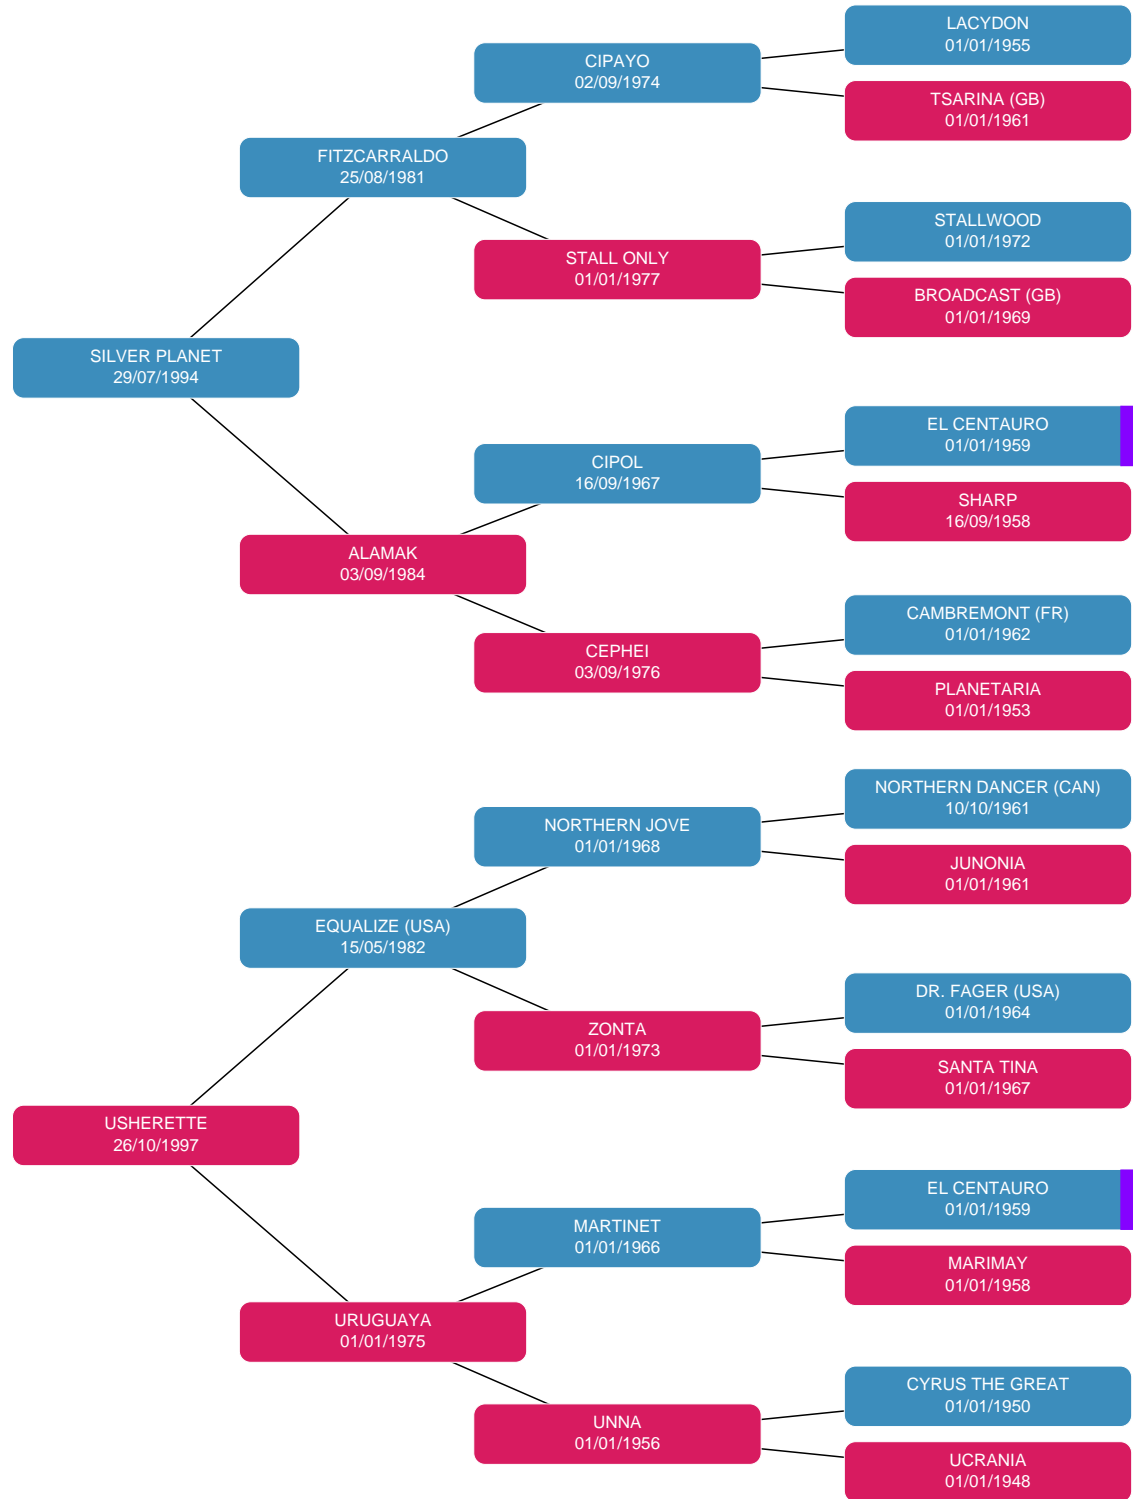 LACYDON
01/01/1955
CIPAYO
02/09/1974
TSARINA (GB)
01/01/1961
FITZCARRALDO
25/08/1981
STALLWOOD
01/01/1972
STALL ONLY
01/01/1977
BROADCAST (GB)
01/01/1969
SILVER PLANET
29/07/1994
EL CENTAURO
01/01/1959
CIPOL
16/09/1967
SHARP
16/09/1958
ALAMAK
03/09/1984
CAMBREMONT (FR)
01/01/1962
CEPHEI
03/09/1976
PLANETARIA
01/01/1953
NORTHERN DANCER (CAN)
10/10/1961
NORTHERN JOVE
01/01/1968
JUNONIA
01/01/1961
EQUALIZE (USA)
15/05/1982
DR. FAGER (USA)
01/01/1964
ZONTA
01/01/1973
SANTA TINA
01/01/1967
USHERETTE
26/10/1997
EL CENTAURO
01/01/1959
MARTINET
01/01/1966
MARIMAY
01/01/1958
URUGUAYA
01/01/1975
CYRUS THE GREAT
01/01/1950
UNNA
01/01/1956
UCRANIA
01/01/1948